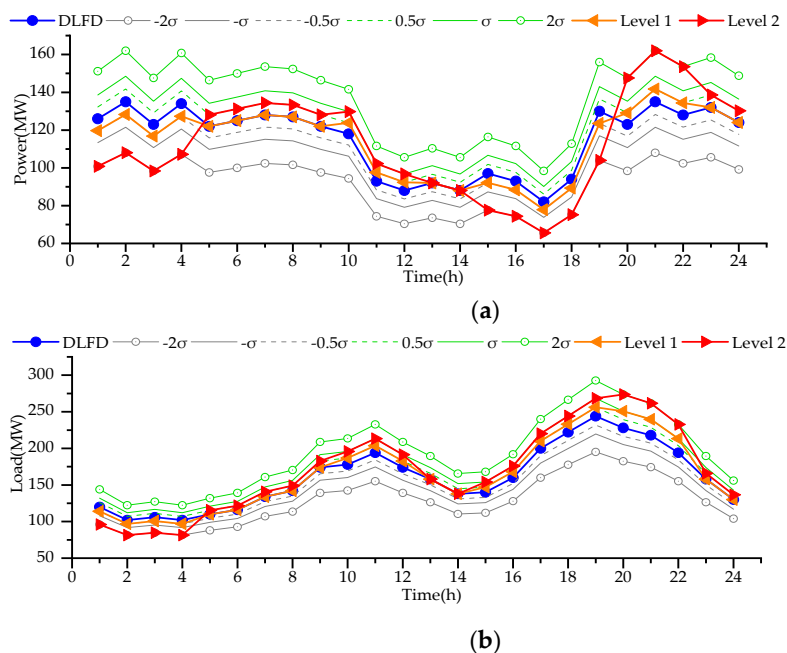 DLFD -2σ -σ -0.5σ 0.5σ σ 2σ Level 1 Level 2
160
140
120
100
80
60
Power(MW)
0 2 4 6 8 10 12 14 16 18 20 22 24
Time(h)
(a)
DLFD -2σ -σ -0.5σ 0.5σ σ 2σ Level 1 Level 2
300
250
200
150
100
50
Load(MW)
0 2 4 6 8 10 12 14 16 18 20 22 24
Time(h)
(b)